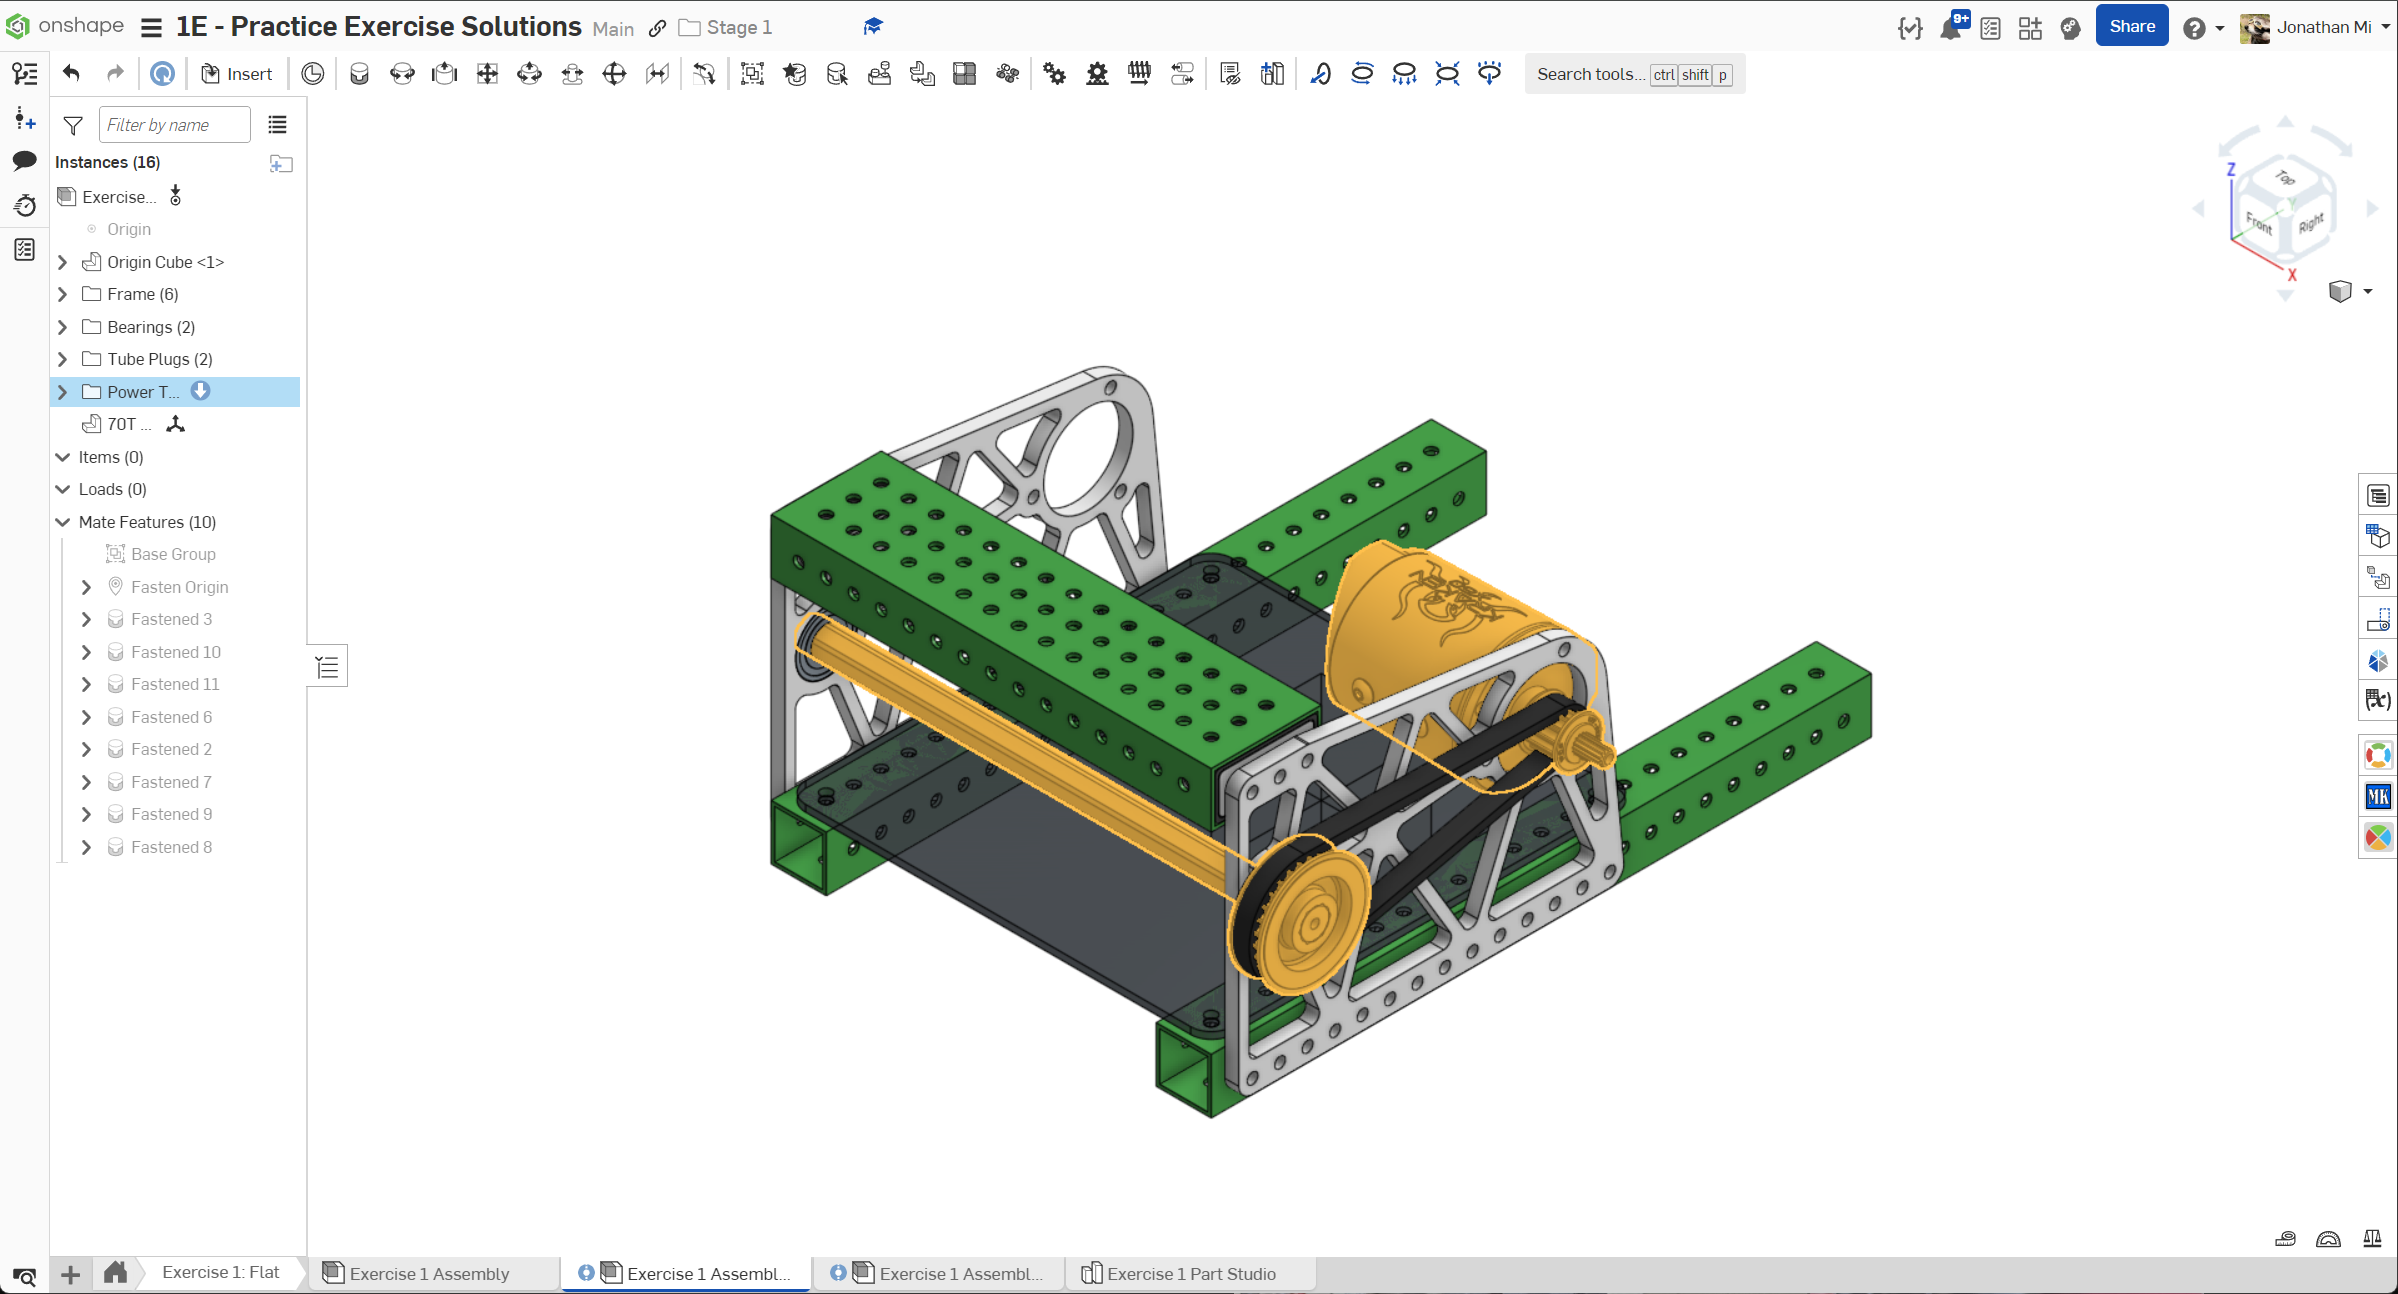 onshape
1E - Practice Exercise Solutions Main Stage 1
9+
Share
Jonathan Mi
Insert
Search tools... ctrl shift p
Filter by name
Instances (16)
Exercise...
Origin
Origin Cube <1>
Frame (6)
Bearings (2)
Tube Plugs (2)
Power T...
70T ...
Items (0)
Loads (0)
Mate Features (10)
Base Group
Fasten Origin
Fastened 3
Fastened 10
Fastened 11
Fastened 6
Fastened 2
Fastened 7
Fastened 9
Fastened 8
Z
Top
Y
Front
Right
X
(x)
MK
Exercise 1: Flat
Exercise 1 Assembly
Exercise 1 Assembl...
Exercise 1 Assembl...
Exercise 1 Part Studio